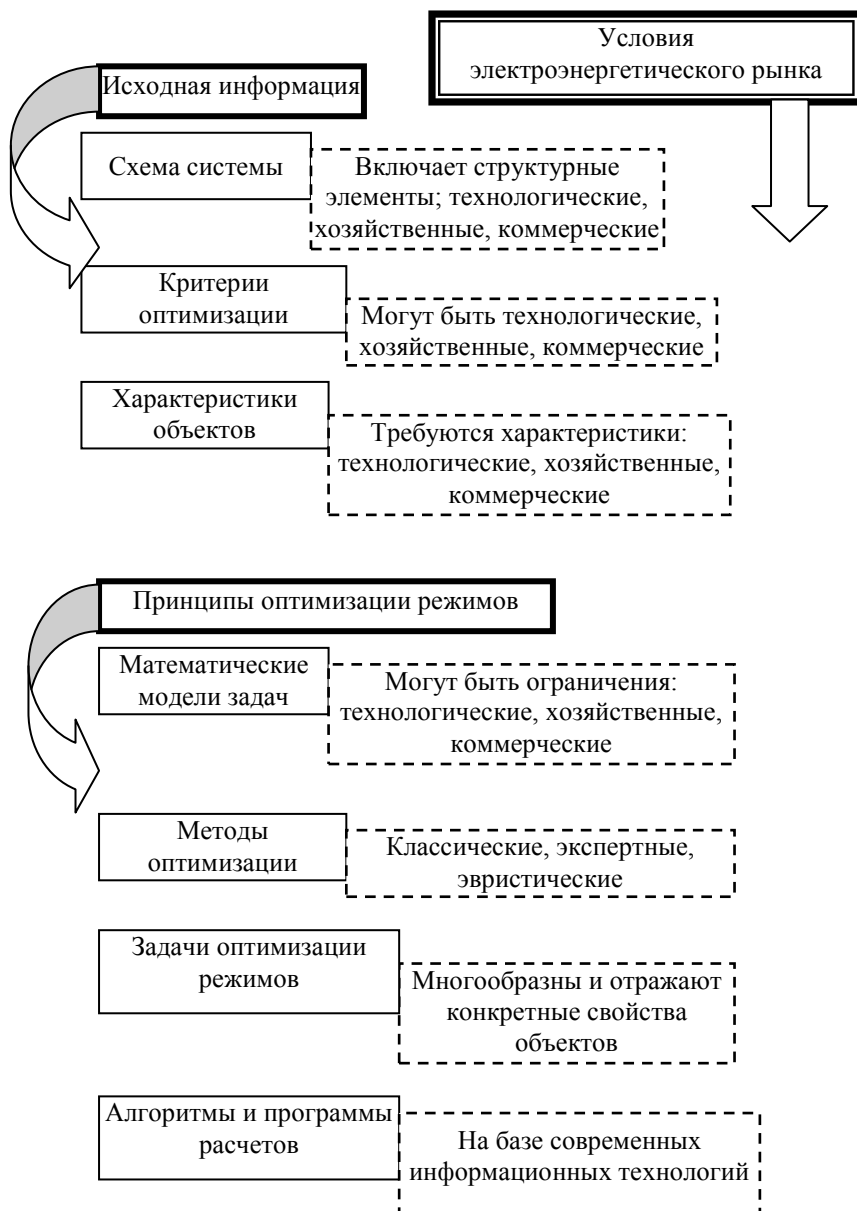 Условия
электроэнергетического рынка
Исходная информация
Схема системы
Включает структурные
элементы; технологические,
хозяйственные, коммерческие
Критерии
оптимизации
Могут быть технологические,
хозяйственные, коммерческие
Характеристики
объектов
Требуются характеристики:
технологические, хозяйственные,
коммерческие
Принципы оптимизации режимов
Математические
модели задач
Могут быть ограничения:
технологические, хозяйственные,
коммерческие
Методы
оптимизации
Классические, экспертные,
эвристические
Задачи оптимизации
режимов
Многообразны и отражают
конкретные свойства
объектов
Алгоритмы и программы
расчетов
На базе современных
информационных технологий